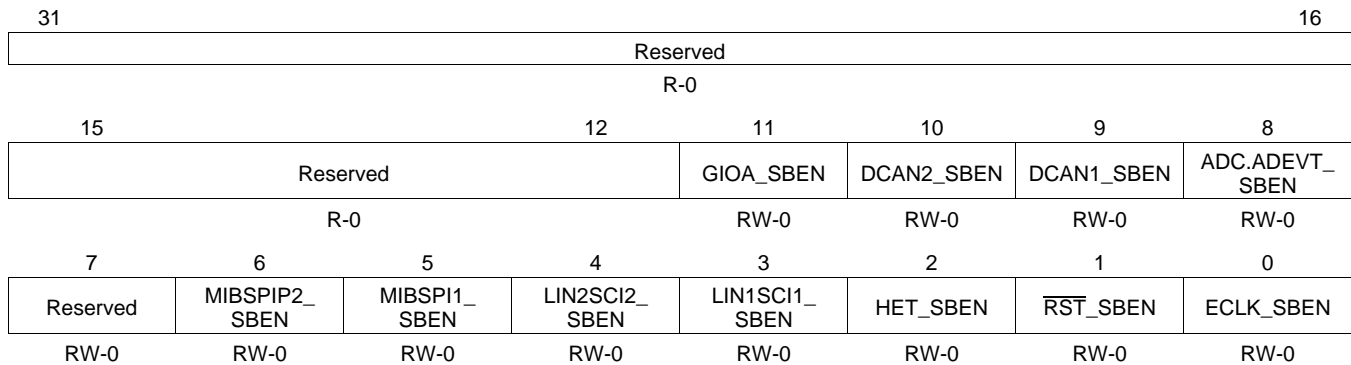 31 16
Reserved
R-0
15 12 11 10 9 8
Reserved GIOA_SBEN DCAN2_SBEN DCAN1_SBEN ADC.ADEVT_
SBEN
R-0 RW-0 RW-0 RW-0 RW-0
7 6 5 4 3 2 1 0
Reserved MIBSPIP2_ MIBSPI1_ LIN2SCI2_ LIN1SCI1_ HET_SBEN R̅S̅T̅_SBEN ECLK_SBEN
SBEN SBEN SBEN SBEN
RW-0 RW-0 RW-0 RW-0 RW-0 RW-0 RW-0 RW-0